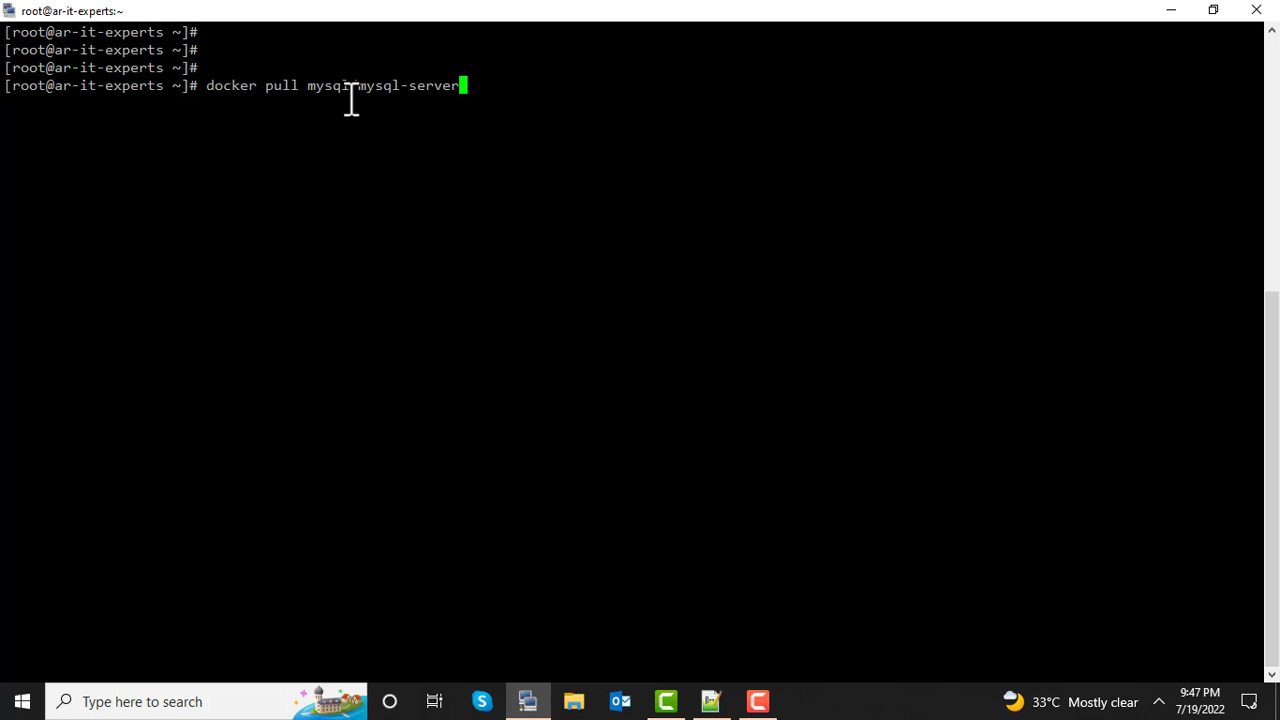 root@ar-it-experts:~
[root@ar-it-experts ~]#
[root@ar-it-experts ~]#
[root@ar-it-experts ~]#
[root@ar-it-experts ~]# docker pull mysql/mysql-server
Type here to search
33°C Mostly clear
9:47 PM
7/19/2022